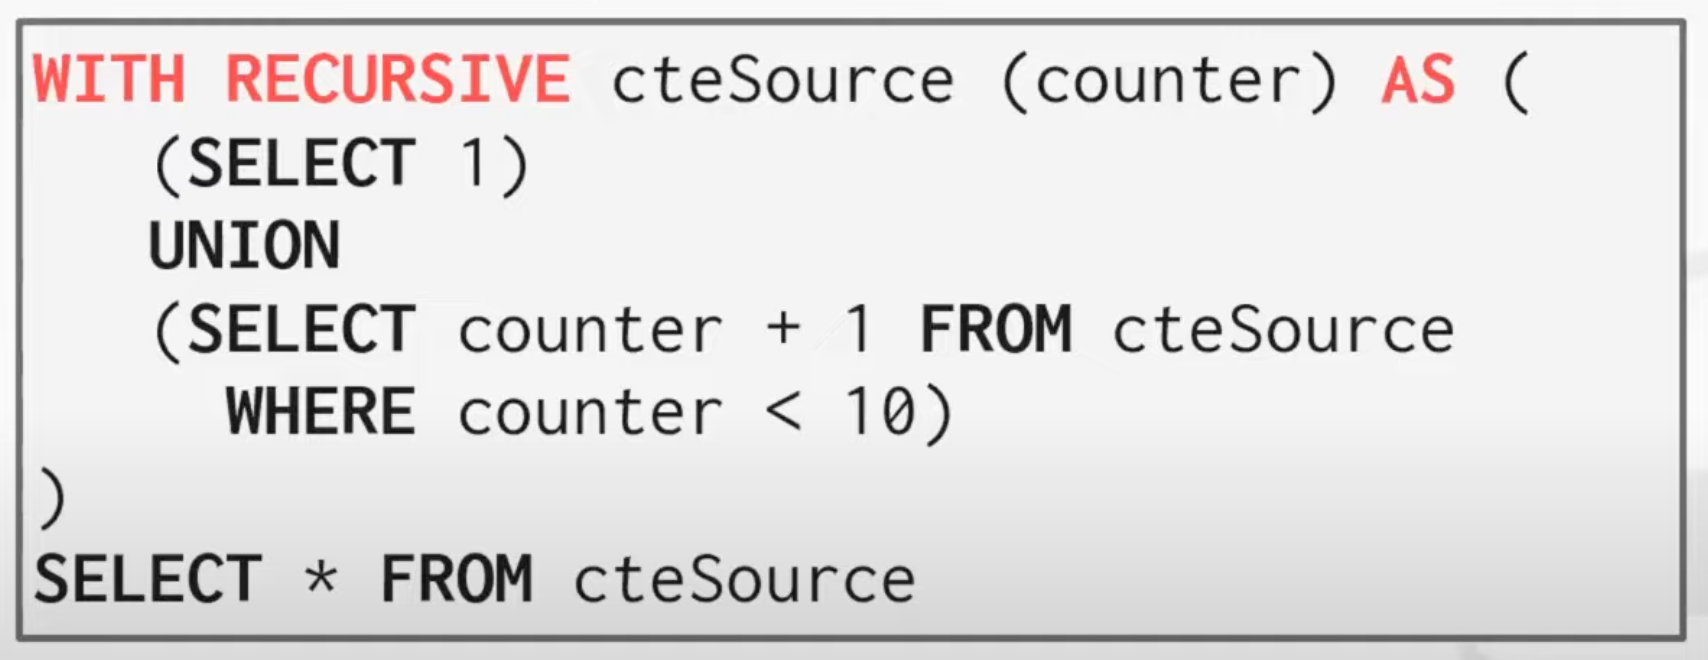 WITH RECURSIVE cteSource (counter) AS (
(SELECT 1)
UNION
(SELECT counter + 1 FROM cteSource
WHERE counter < 10)
)
SELECT * FROM cteSource